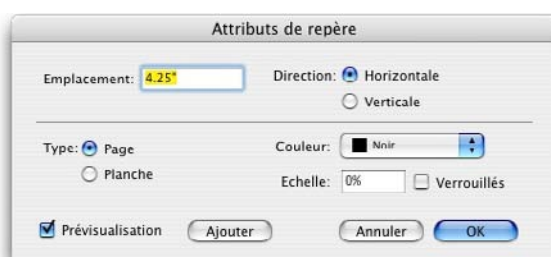 Attributs de repère
Emplacement: 4.25" Direction: Horizontale
Verticale
Type: Page Couleur: Noir
Planche Echelle: 0% Verrouillés
Prévisualisation Ajouter Annuler OK